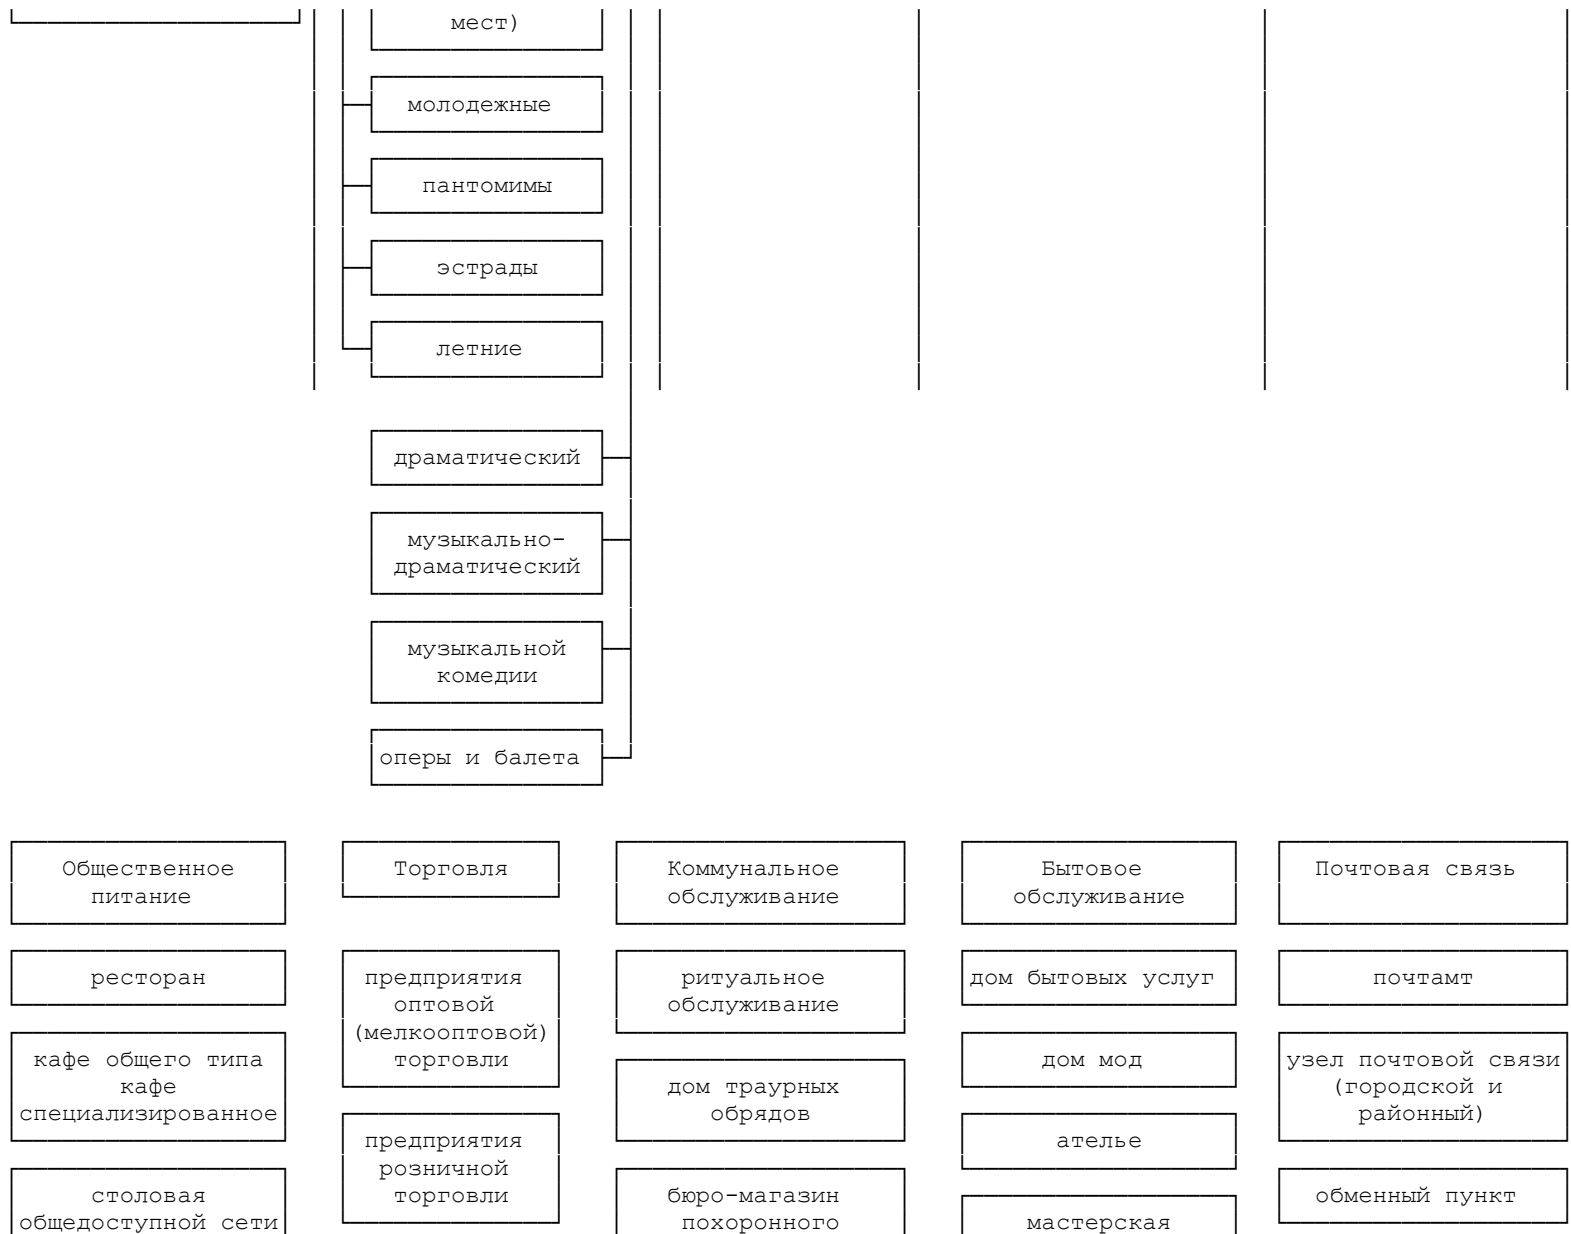 мест)
молодежные
пантомимы
эстрады
летние
драматический
музыкально-
драматический
музыкальной
комедии
оперы и балета
Общественное
питание
ресторан
кафе общего типа
кафе
специализированное
столовая
общедоступной сети
Торговля
предприятия
оптовой
(мелкооптовой)
торговли
предприятия
розничной
торговли
Коммунальное
обслуживание
ритуальное
обслуживание
дом траурных
обрядов
бюро-магазин
похоронного
Бытовое
обслуживание
дом бытовых услуг
дом мод
ателье
мастерская
Почтовая связь
почтамт
узел почтовой связи
(городской и
районный)
обменный пункт